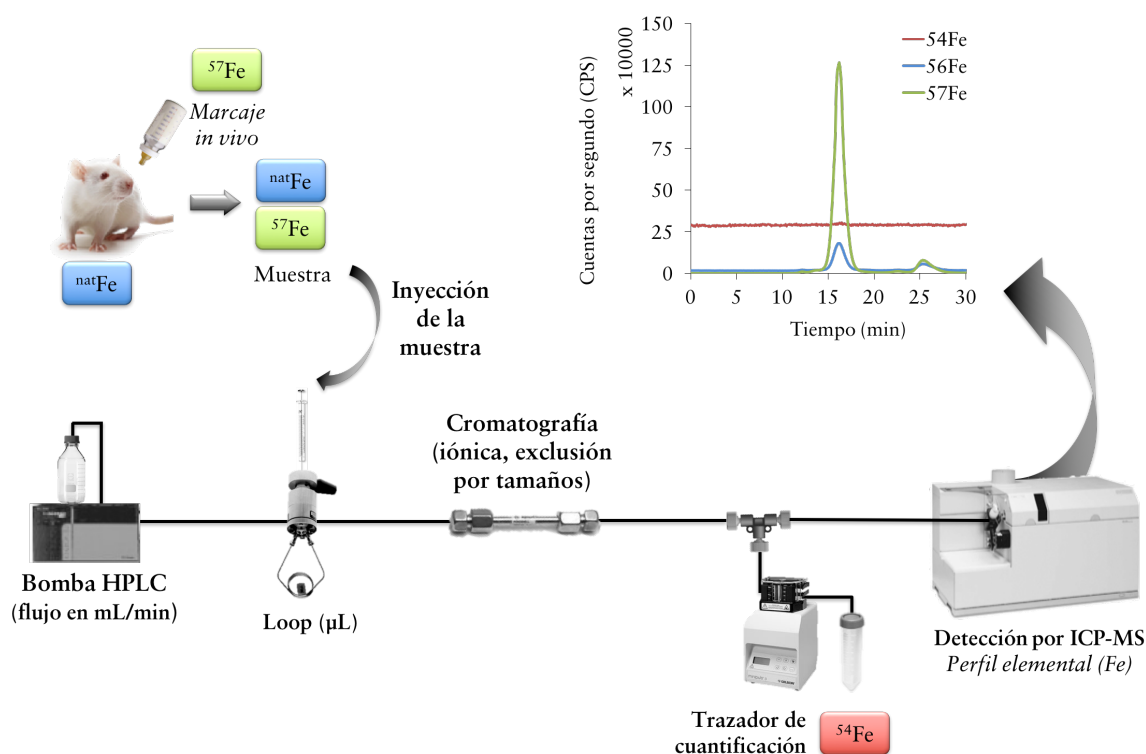 57Fe
Marcaje
in vivo
natFe
57Fe
Muestra
natFe
Inyección
de la
muestra
Cuentas por segundo (CPS)
x 10000
150
125
100
75
50
25
0
0 5 10 15 20 25 30
Tiempo (min)
54Fe
56Fe
57Fe
Cromatografía
(iónica, exclusión
por tamaños)
Bomba HPLC
(flujo en mL/min)
Loop (µL)
Detección por ICP-MS
Perfil elemental (Fe)
Trazador de
cuantificación
54Fe